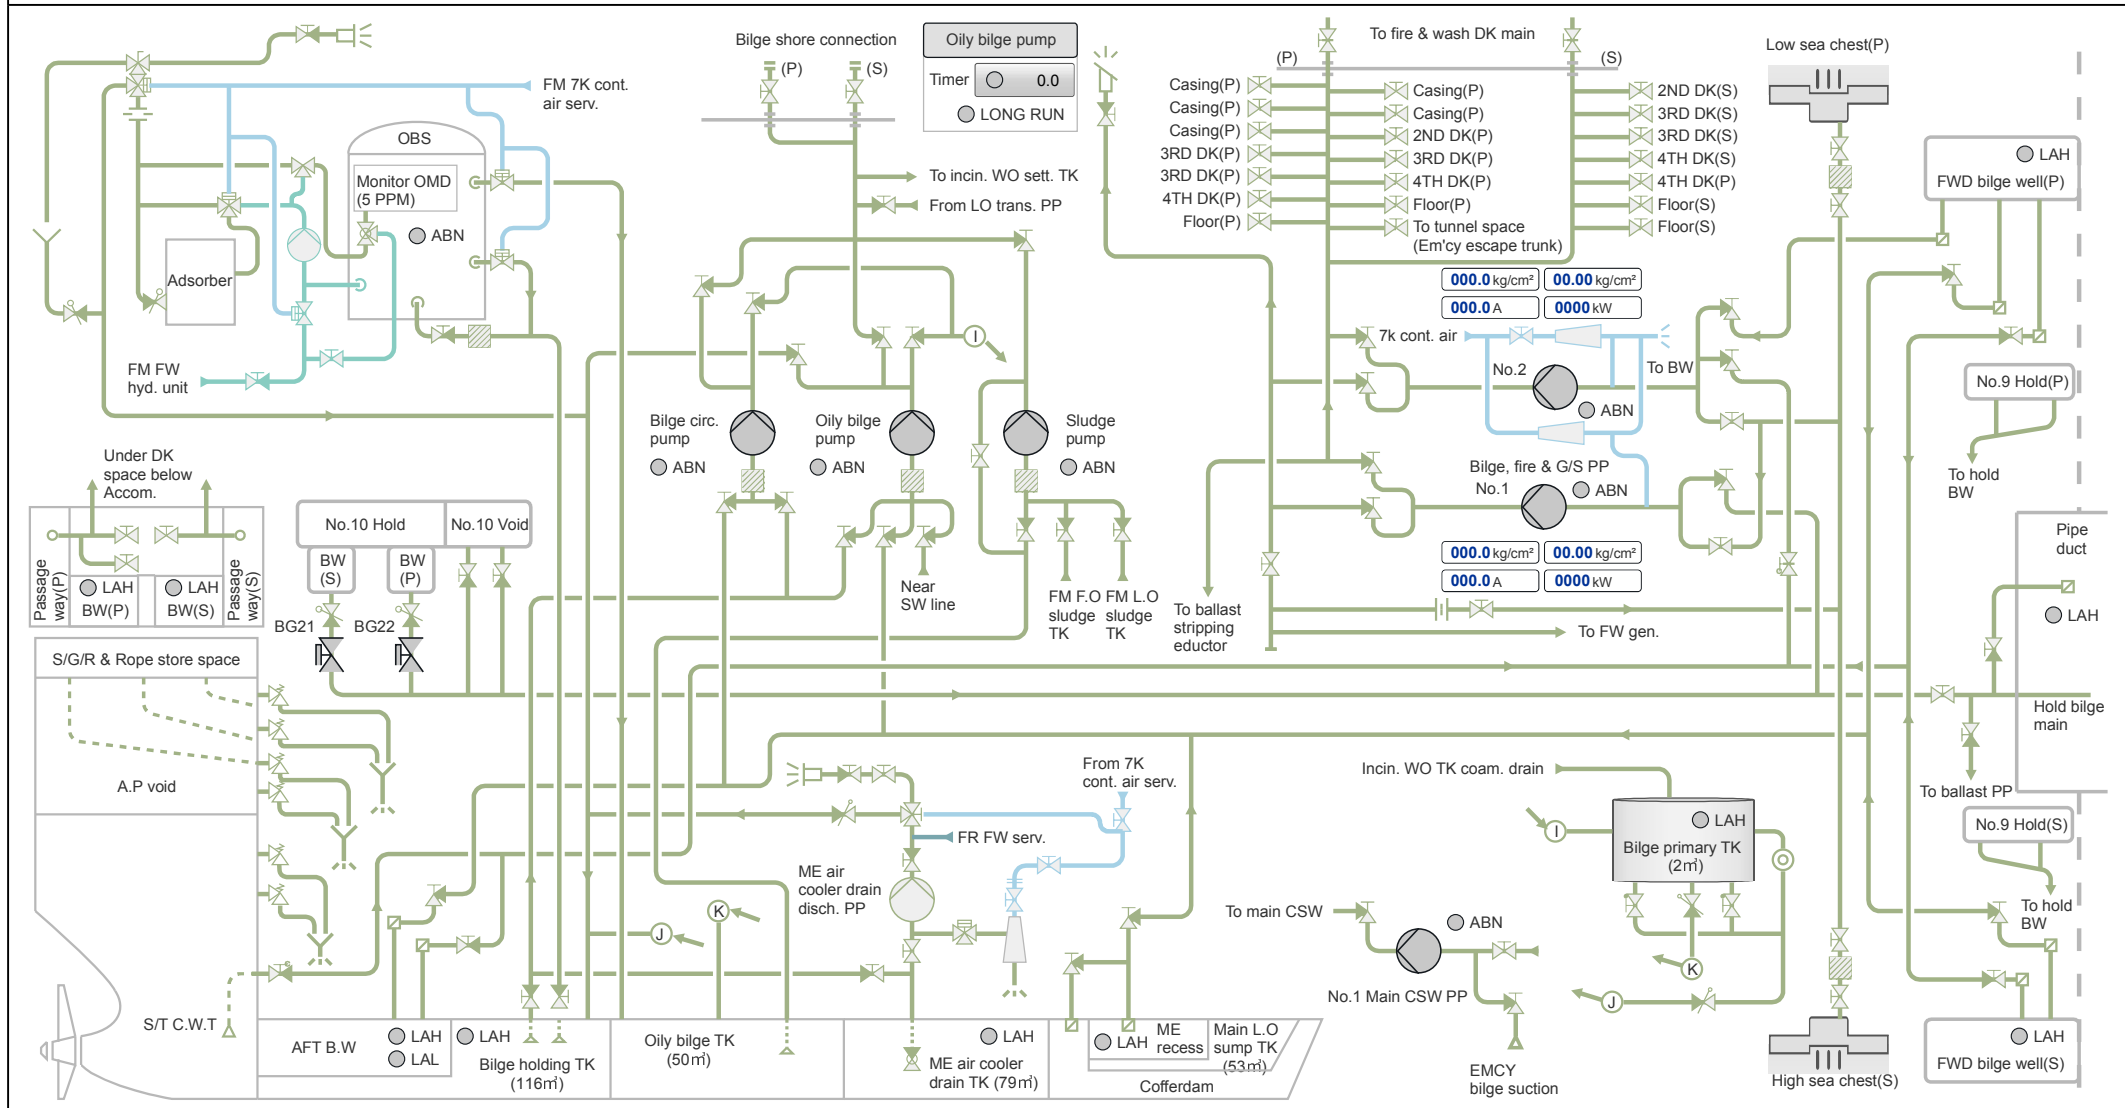 Bilge shore connection
(P)
(S)
Oily bilge pump
Timer
0.0
LONG RUN
To fire & wash DK main
(P)
(S)
Low sea chest(P)
FM 7K cont.
air serv.
OBS
Monitor OMD
(5 PPM)
ABN
Adsorber
FM FW
hyd. unit
To incin. WO sett. TK
From LO trans. PP
Casing(P)
Casing(P)
Casing(P)
3RD DK(P)
3RD DK(P)
4TH DK(P)
Floor(P)
Casing(P)
Casing(P)
2ND DK(P)
3RD DK(P)
4TH DK(P)
Floor(P)
To tunnel space
(Em'cy escape trunk)
2ND DK(S)
3RD DK(S)
3RD DK(S)
4TH DK(S)
4TH DK(P)
Floor(S)
Floor(S)
LAH
FWD bilge well(P)
000.0 kg/cm²
00.00 kg/cm²
000.0 A
0000 kW
7k cont. air
No.2
ABN
To BW
I
No.9 Hold(P)
To hold
BW
Bilge circ.
pump
ABN
Oily bilge
pump
ABN
Sludge
pump
ABN
Bilge, fire & G/S PP
No.1
ABN
000.0 kg/cm²
00.00 kg/cm²
000.0 A
0000 kW
Under DK
space below
Accom.
Passage
way(P)
LAH
BW(P)
LAH
BW(S)
Passage
way(S)
No.10 Hold
No.10 Void
BW
(S)
BW
(P)
BG21
BG22
Near
SW line
FM F.O
sludge
TK
FM L.O
sludge
TK
To ballast
stripping
eductor
To FW gen.
Pipe
duct
LAH
Hold bilge
main
To ballast PP
S/G/R & Rope store space
A.P void
S/T C.W.T
From 7K
cont. air serv.
FR FW serv.
ME air
cooler drain
disch. PP
J
K
Incin. WO TK coam. drain
I
LAH
Bilge primary TK
(2㎥)
K
J
To main CSW
ABN
No.1 Main CSW PP
EMCY
bilge suction
No.9 Hold(S)
To hold
BW
LAH
FWD bilge well(S)
High sea chest(S)
AFT B.W
LAH
LAL
LAH
Bilge holding TK
(116㎥)
Oily bilge TK
(50㎥)
LAH
ME air cooler
drain TK (79㎥)
LAH
ME
recess
Main L.O
sump TK
(53㎥)
Cofferdam